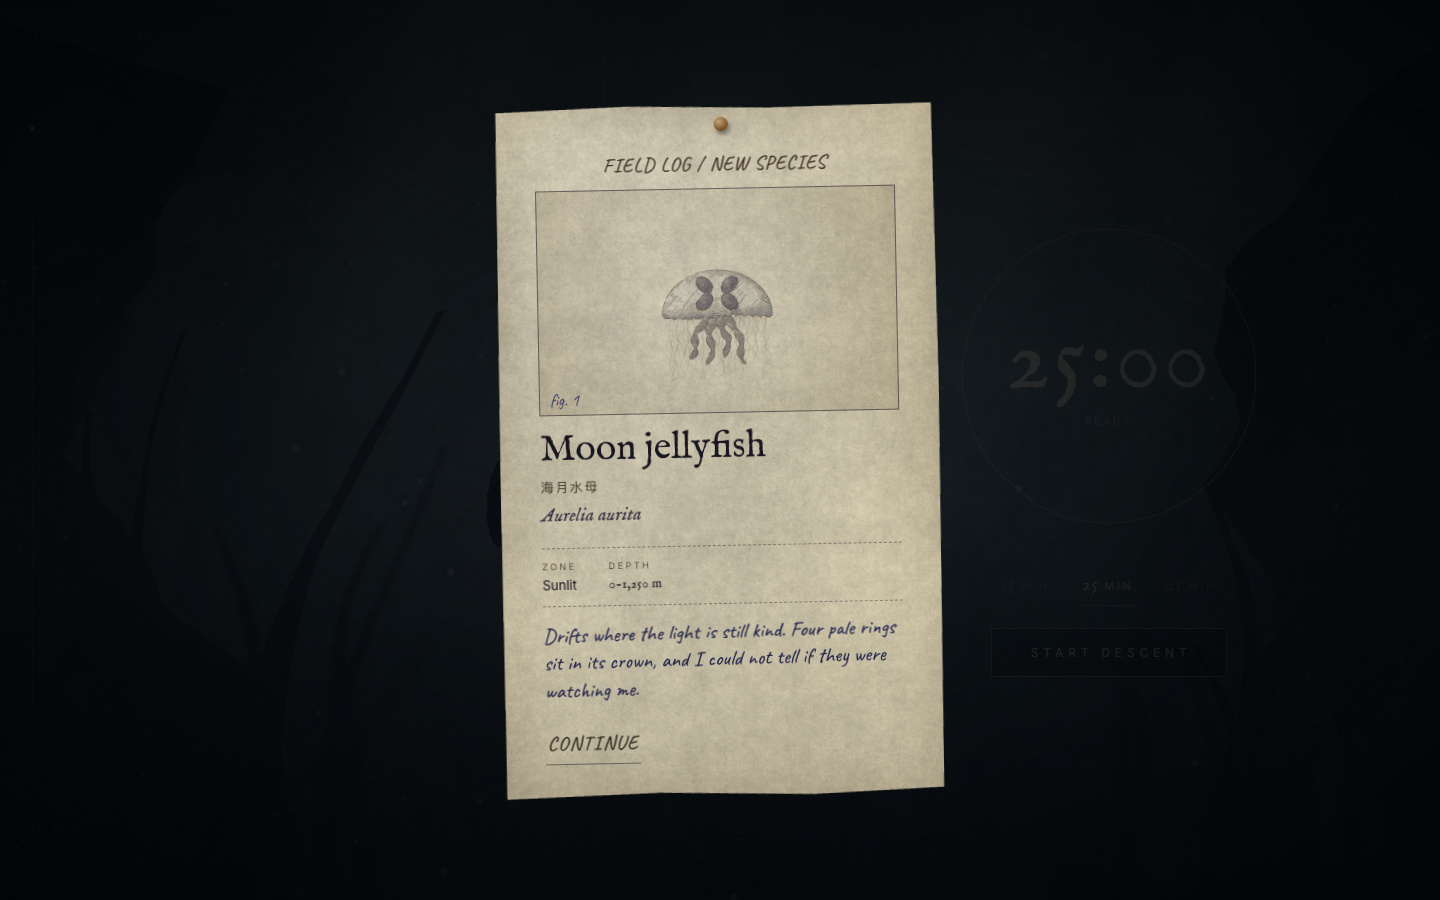 FIELD LOG / NEW SPECIES
fig. 1
Moon jellyfish
海月水母
Aurelia aurita
ZONE DEPTH
Sunlit 0–1,250 m
Drifts where the light is still kind. Four pale rings
sit in its crown, and I could not tell if they were
watching me.
CONTINUE
25:00
READY
25 MIN
START DESCENT